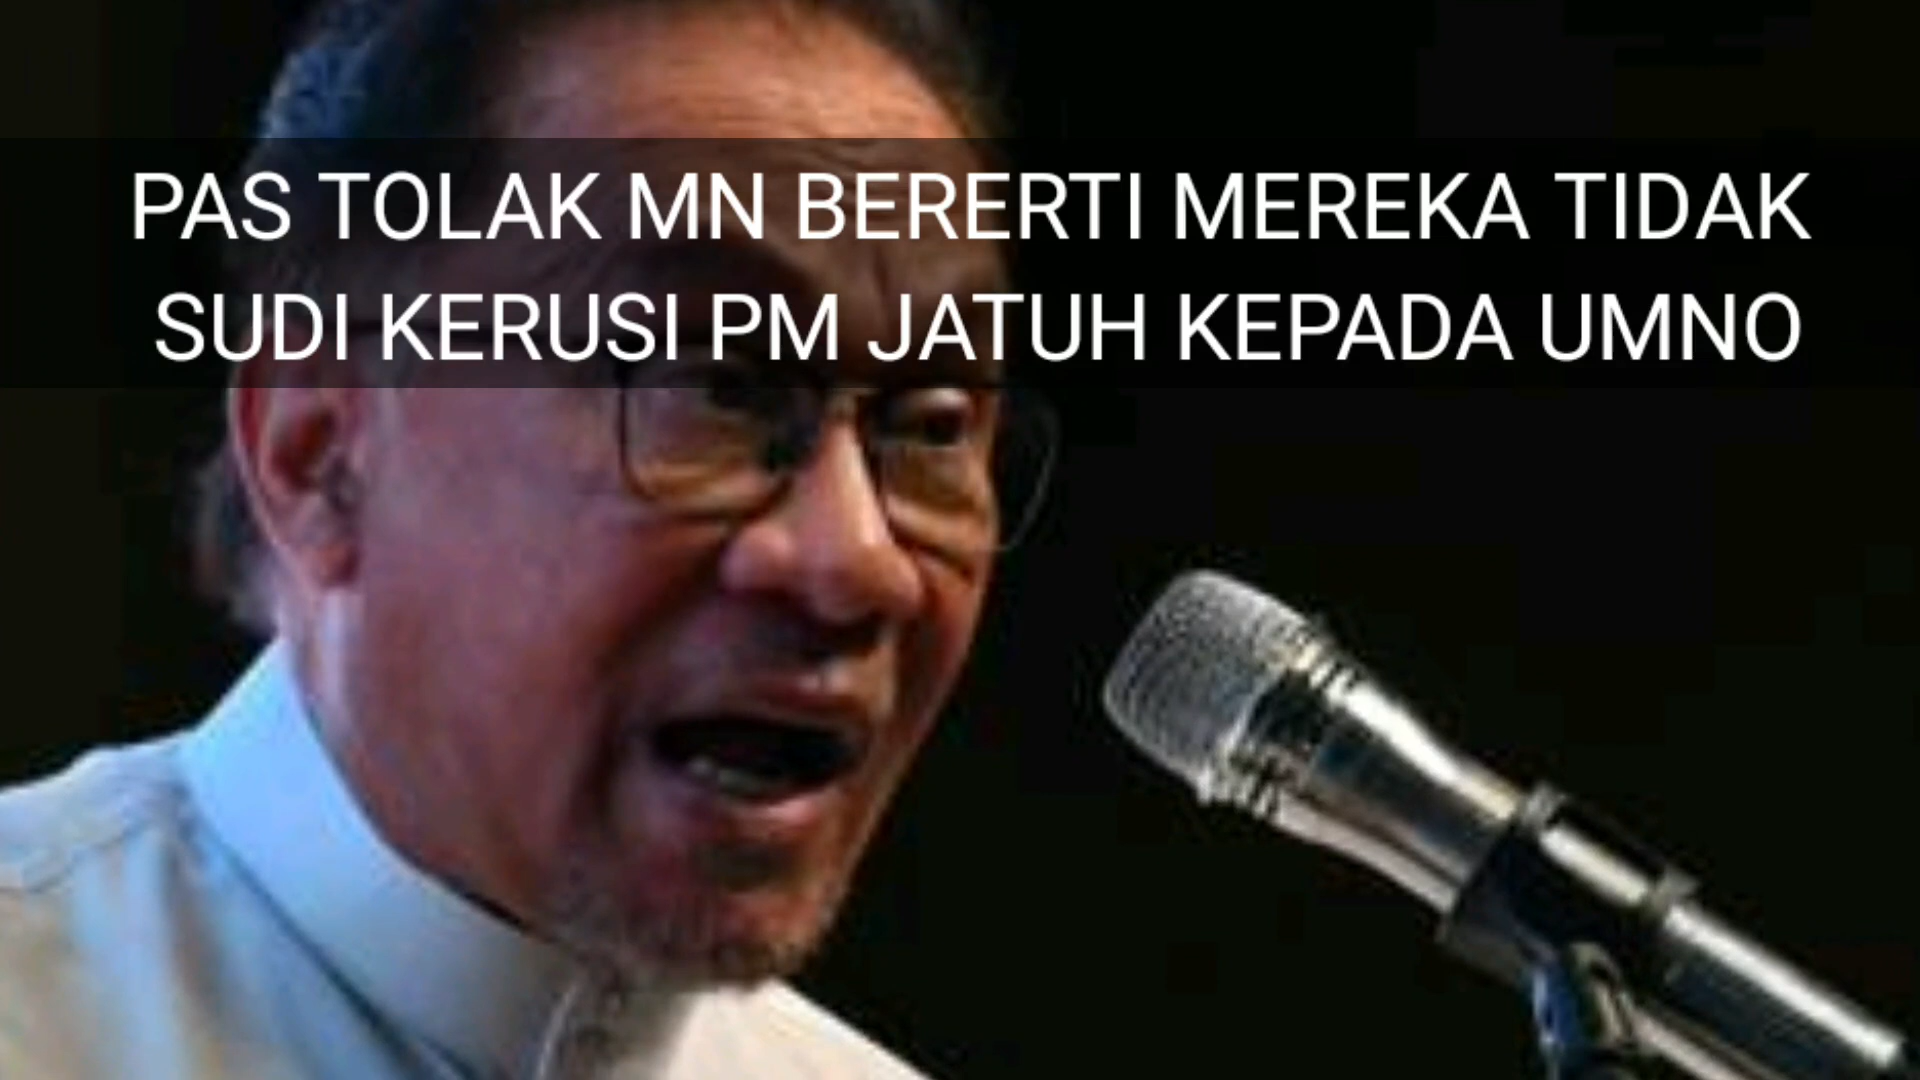 PAS TOLAK MN BERERTI MEREKA TIDAK
SUDI KERUSI PM JATUH KEPADA UMNO